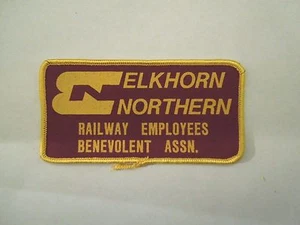 ELKHORN
NORTHERN
RAILWAY EMPLOYEES
BENEVOLENT ASSN.